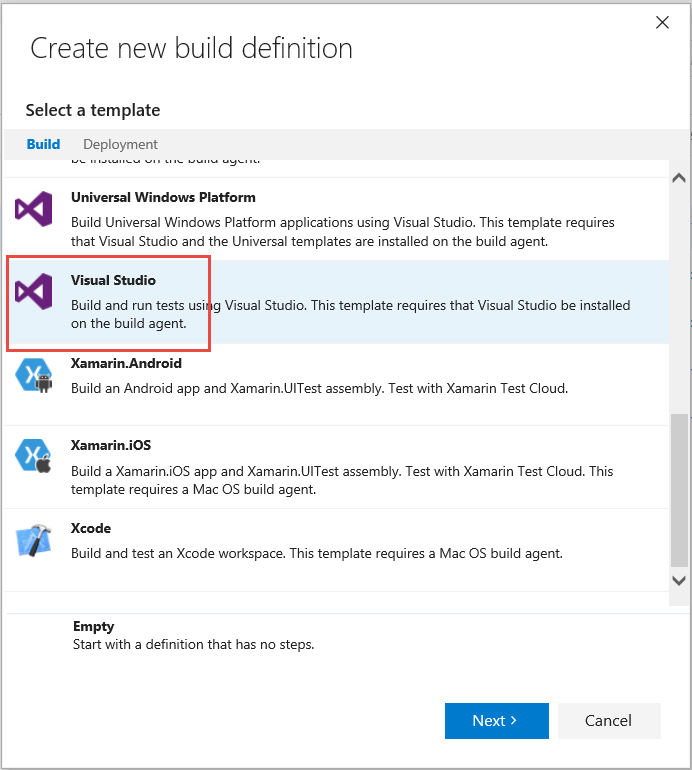 Create new build definition
Select a template
Build Deployment
be installed on the build agent.
Universal Windows Platform
Build Universal Windows Platform applications using Visual Studio. This template requires
that Visual Studio and the Universal templates are installed on the build agent.
Visual Studio
Build and run tests using Visual Studio. This template requires that Visual Studio be installed
on the build agent.
Xamarin.Android
Build an Android app and Xamarin.UITest assembly. Test with Xamarin Test Cloud.
Xamarin.iOS
Build a Xamarin.iOS app and Xamarin.UITest assembly. Test with Xamarin Test Cloud. This
template requires a Mac OS build agent.
Xcode
Build and test an Xcode workspace. This template requires a Mac OS build agent.
Empty
Start with a definition that has no steps.
Next > Cancel